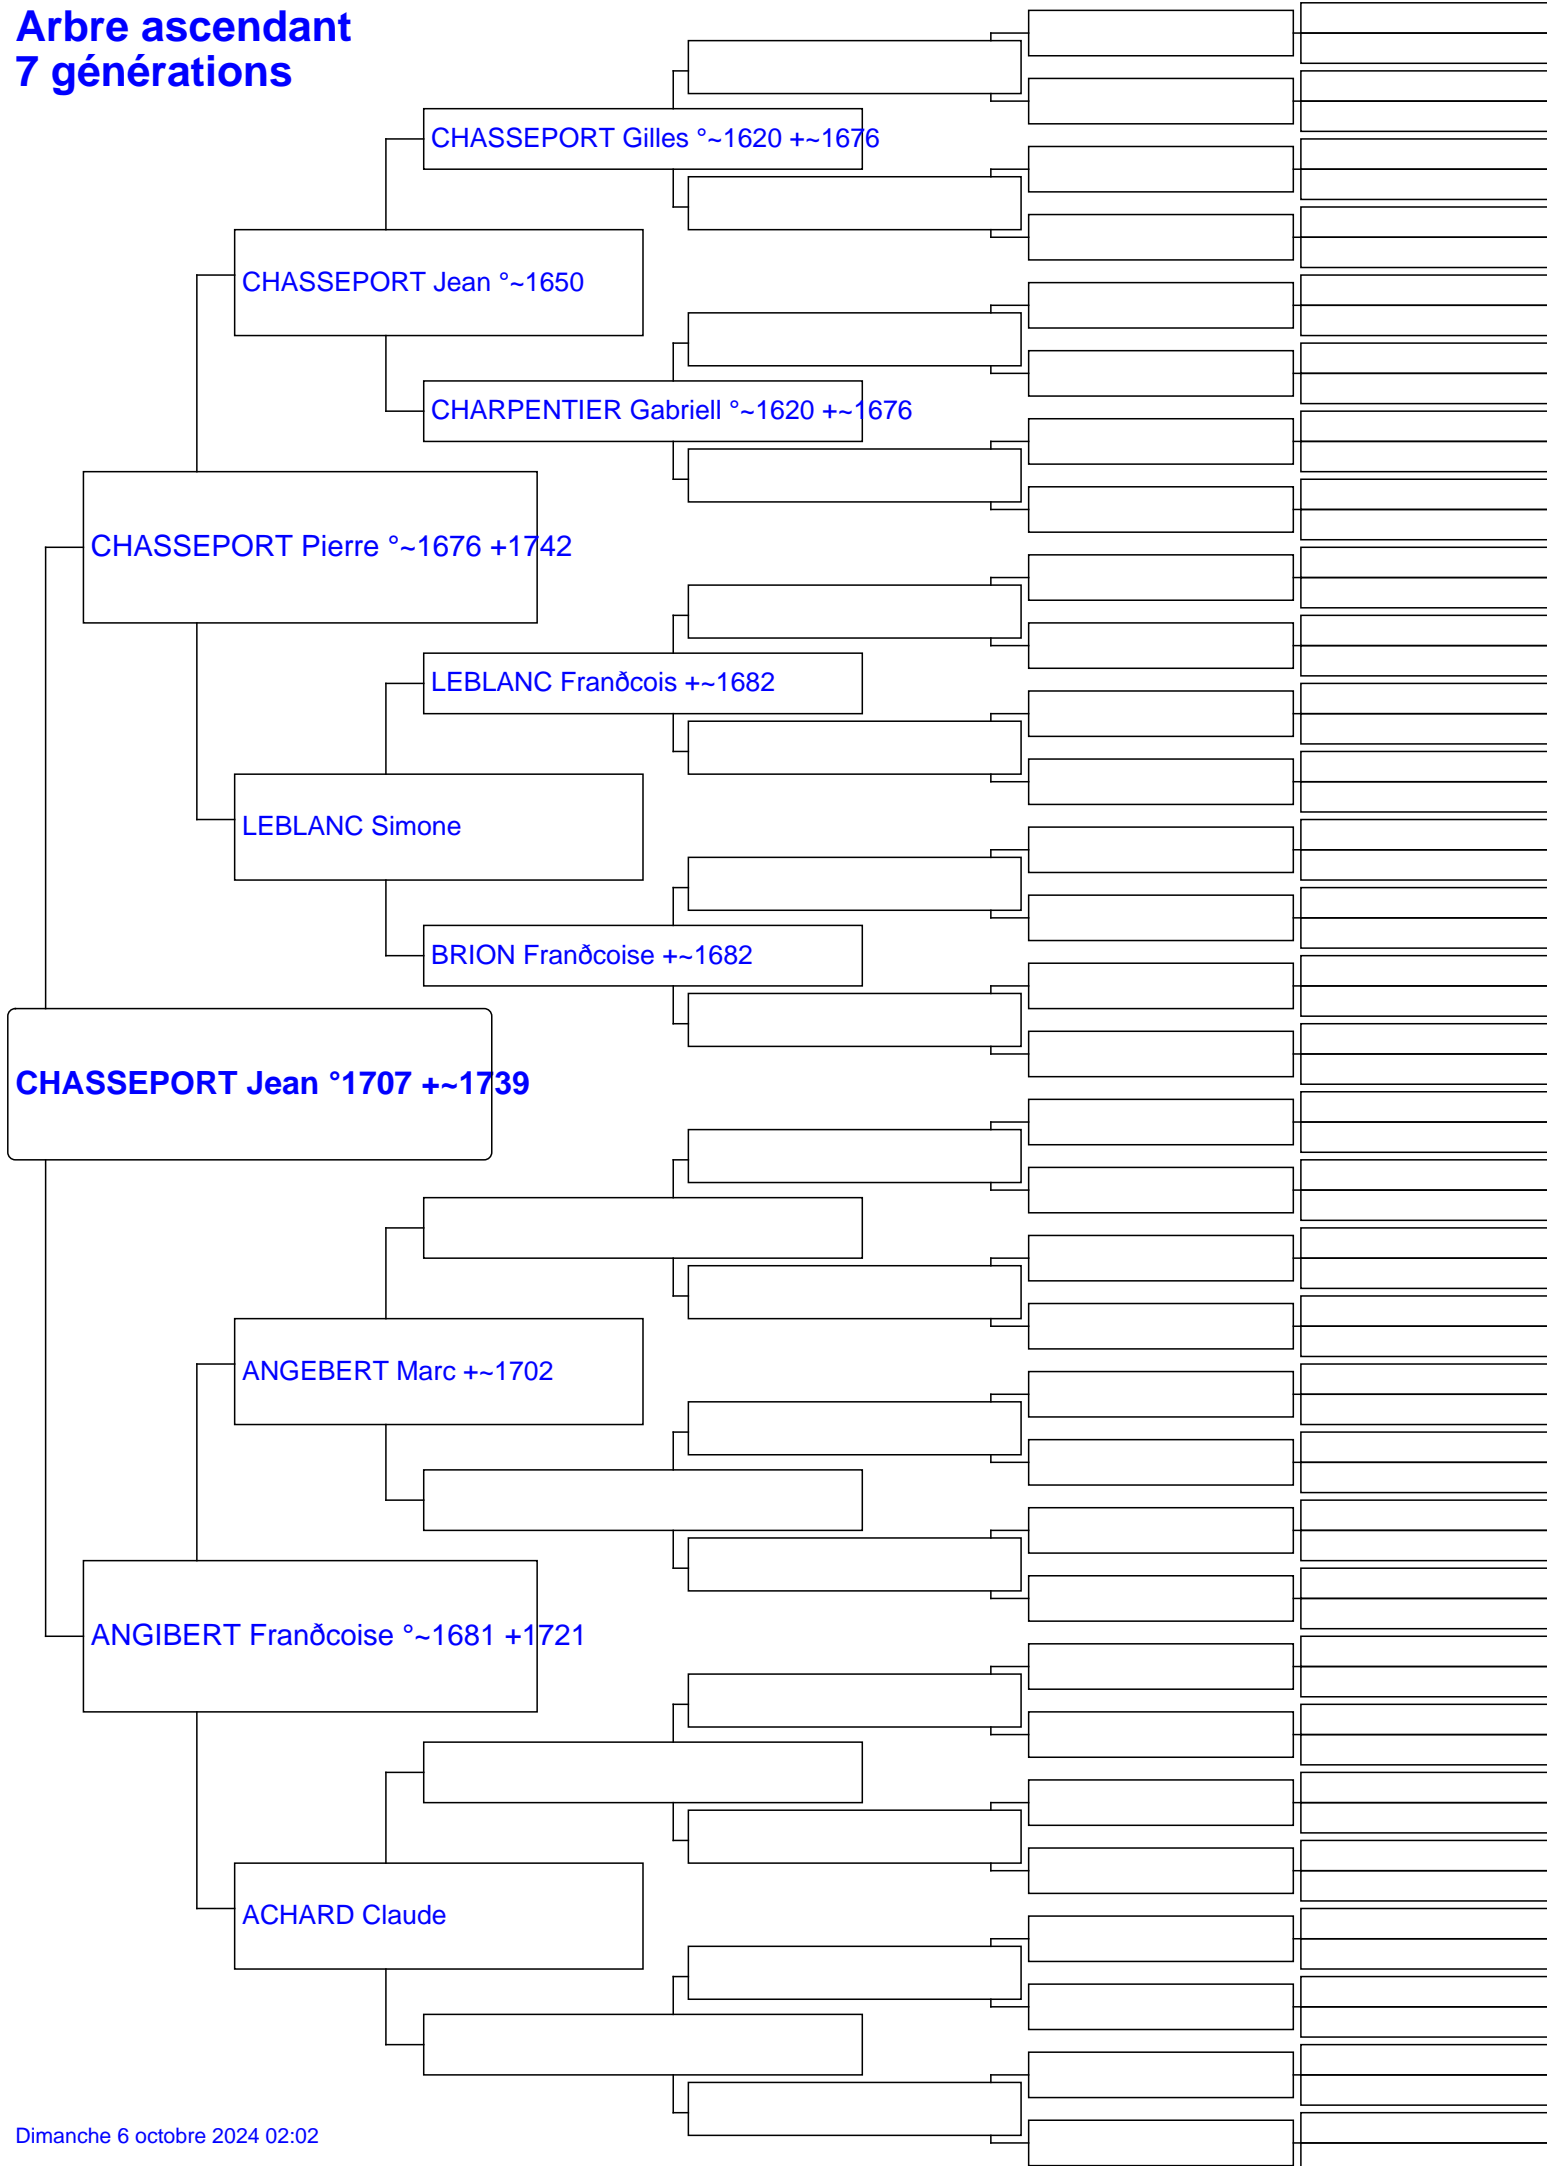 Arbre ascendant
7 générations
CHASSEPORT Gilles °~1620 +~1676
CHASSEPORT Jean °~1650
CHARPENTIER Gabriell °~1620 +~1676
CHASSEPORT Pierre °~1676 +1742
LEBLANC Franðcois +~1682
LEBLANC Simone
BRION Franðcoise +~1682
CHASSEPORT Jean °1707 +~1739
ANGEBERT Marc +~1702
ANGIBERT Franðcoise °~1681 +1721
ACHARD Claude
Dimanche 6 octobre 2024 02:02